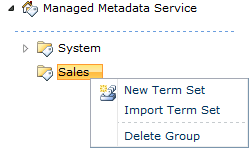 Managed Metadata Service
System
Sales
New Term Set
Import Term Set
Delete Group